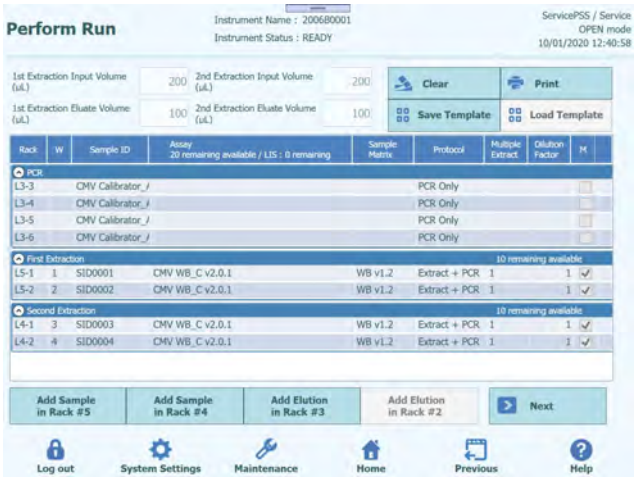 Perform Run
Instrument Name : 200680001
Instrument Status : READY
ServicePSS / Service
OPEN mode
10/01/2020 12:40:58
1st Extraction Input Volume (uL) 200 2nd Extraction Input Volume (uL) 200
Clear Print
1st Extraction Eluate Volume (uL) 100 2nd Extraction Eluate Volume (uL) 100
Save Template Load Template
Rack W Sample ID Assay 20 remaining available / LIS : 0 remaining Sample Matrix Protocol Multiple Extract Dilution Factor M
PCR
L3-3 CMV Calibrator_ PCR Only
L3-4 CMV Calibrator_ PCR Only
L3-5 CMV Calibrator_ PCR Only
L3-6 CMV Calibrator_ PCR Only
First Extraction 10 remaining available
L5-1 1 SID0001 CMV WB_C v2.0.1 WB v1.2 Extract + PCR 1 1
L5-2 2 SID0002 CMV WB_C v2.0.1 WB v1.2 Extract + PCR 1 1
Second Extraction 10 remaining available
L4-1 3 SID0003 CMV WB_C v2.0.1 WB v1.2 Extract + PCR 1 1
L4-2 4 SID0004 CMV WB_C v2.0.1 WB v1.2 Extract + PCR 1 1
Add Sample in Rack #5 Add Sample in Rack #4 Add Elution in Rack #3 Add Elution in Rack #2 Next
Log out System Settings Maintenance Home Previous Help